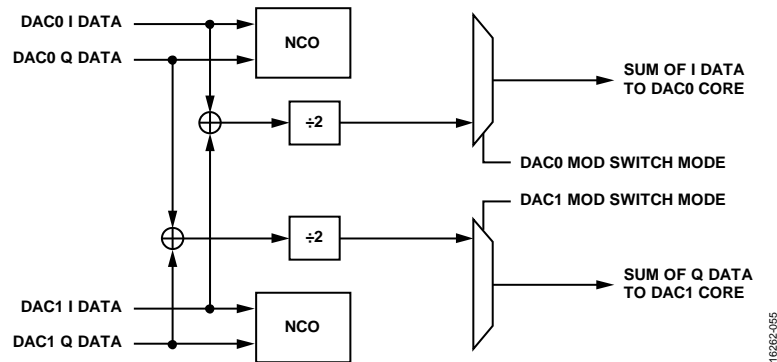 DAC0 I DATA
DAC0 Q DATA
NCO
SUM OF I DATA
TO DAC0 CORE
÷2
DAC0 MOD SWITCH MODE
DAC1 MOD SWITCH MODE
÷2
SUM OF Q DATA
TO DAC1 CORE
DAC1 I DATA
DAC1 Q DATA
NCO
16262-055